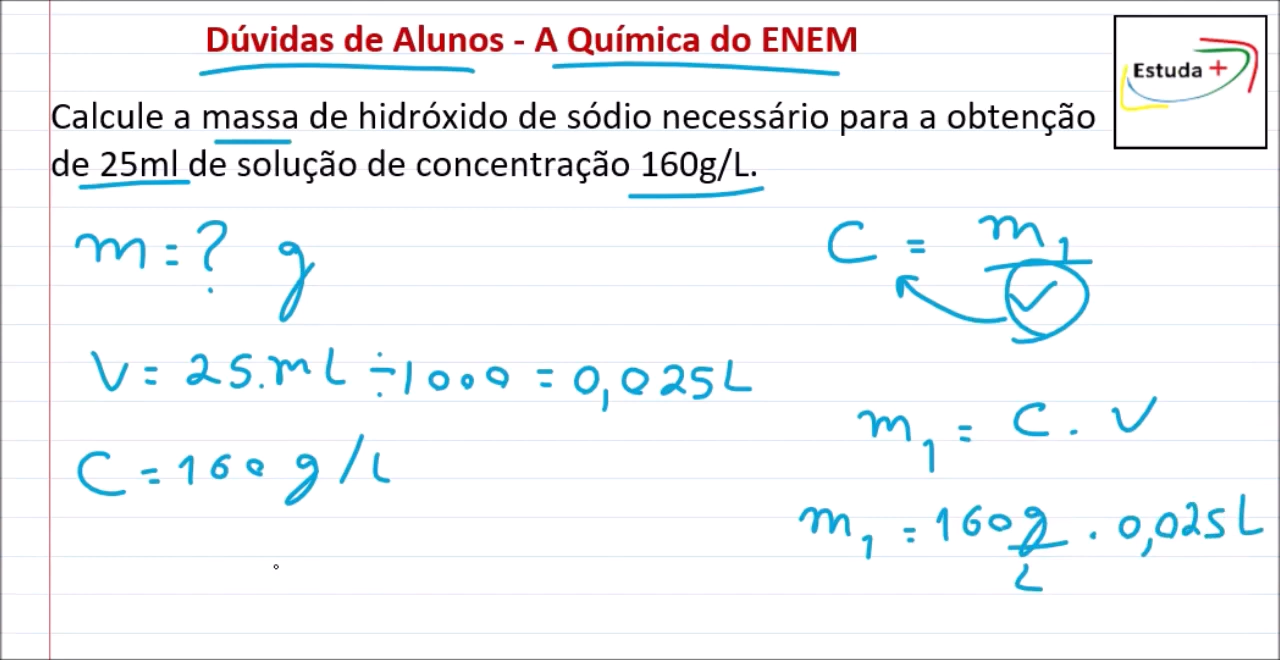 Dúvidas de Alunos - A Química do ENEM
Estuda +
Calcule a massa de hidróxido de sódio necessário para a obtenção
de 25ml de solução de concentração 160g/L.
m = ? g
V = 25.mL ÷ 1000 = 0,025L
C = 160 g/L
C = m₁ / V
m₁ = C . V
m₁ = 160 g/L . 0,025L